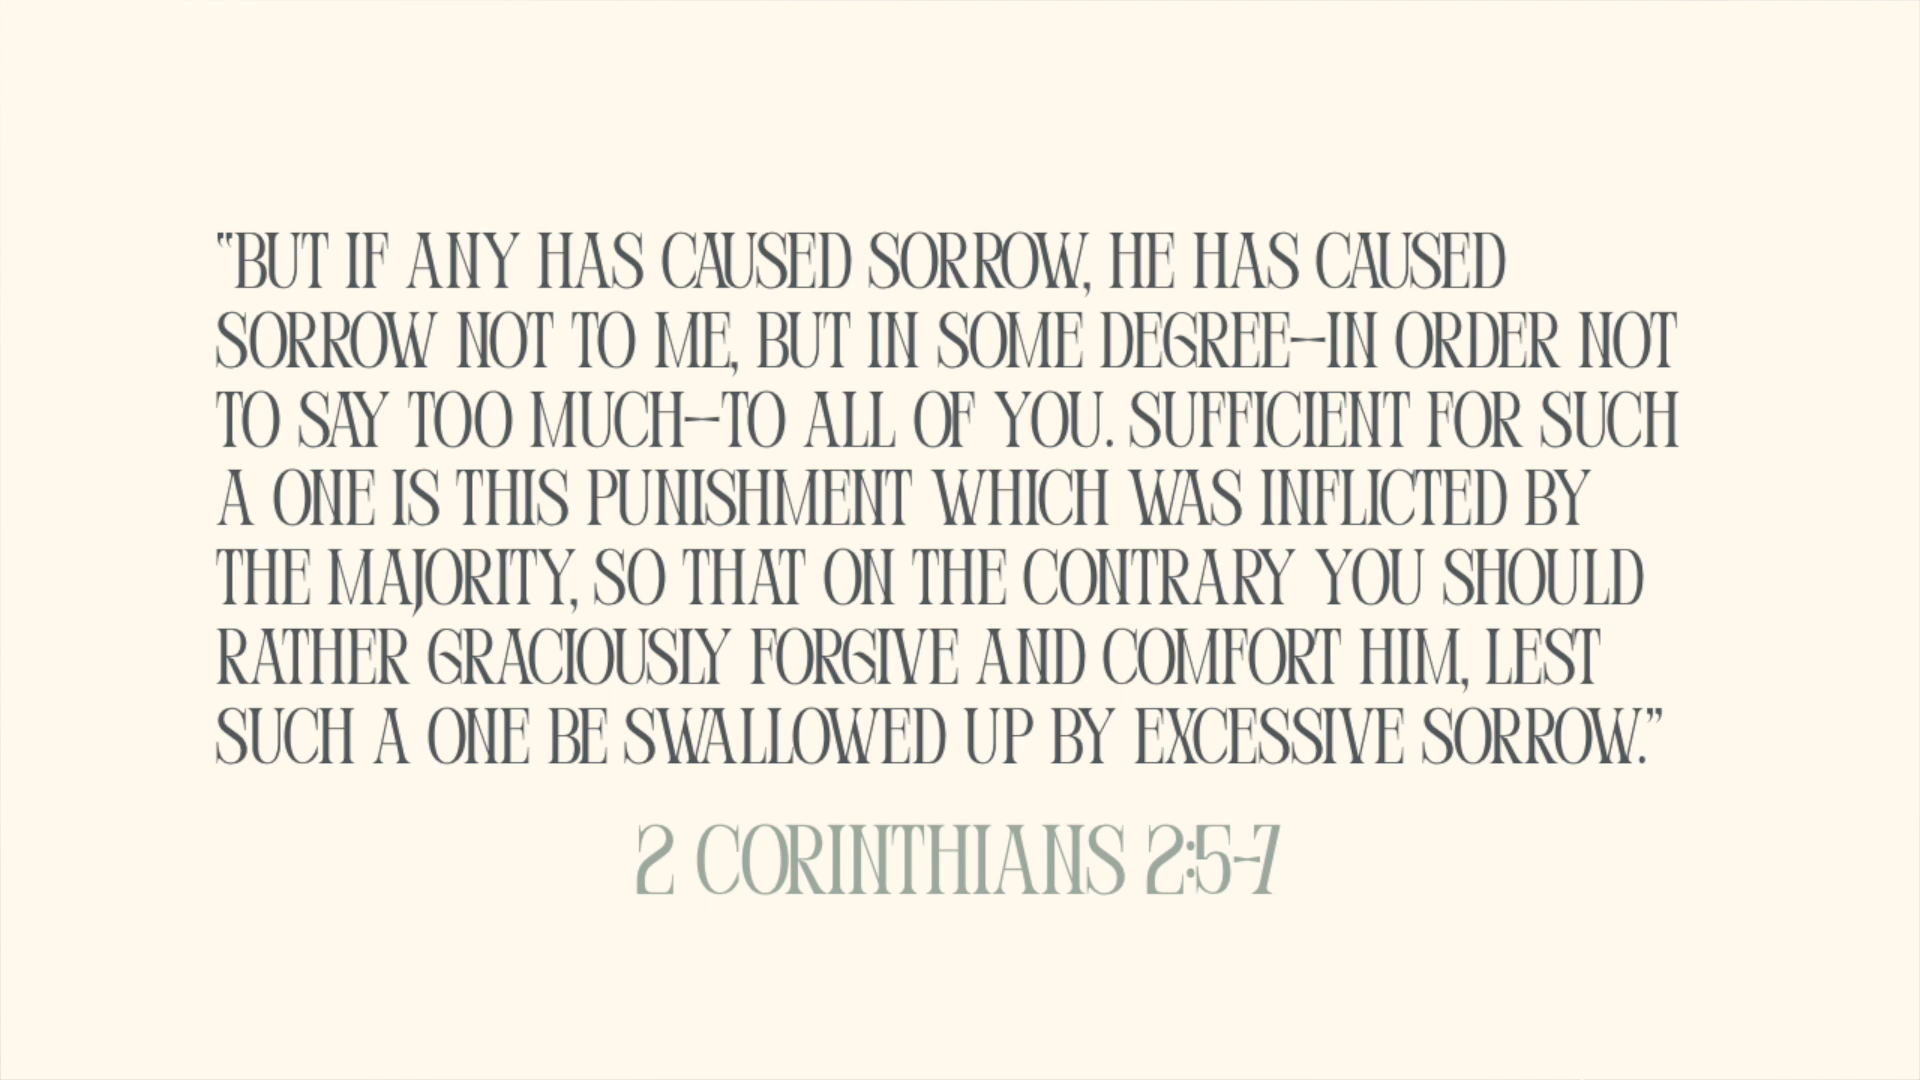 "BUT IF ANY HAS CAUSED SORROW, HE HAS CAUSED
SORROW NOT TO ME, BUT IN SOME DEGREE—IN ORDER NOT
TO SAY TOO MUCH—TO ALL OF YOU. SUFFICIENT FOR SUCH
A ONE IS THIS PUNISHMENT WHICH WAS INFLICTED BY
THE MAJORITY, SO THAT ON THE CONTRARY YOU SHOULD
RATHER GRACIOUSLY FORGIVE AND COMFORT HIM, LEST
SUCH A ONE BE SWALLOWED UP BY EXCESSIVE SORROW."
2 CORINTHIANS 2:5-7